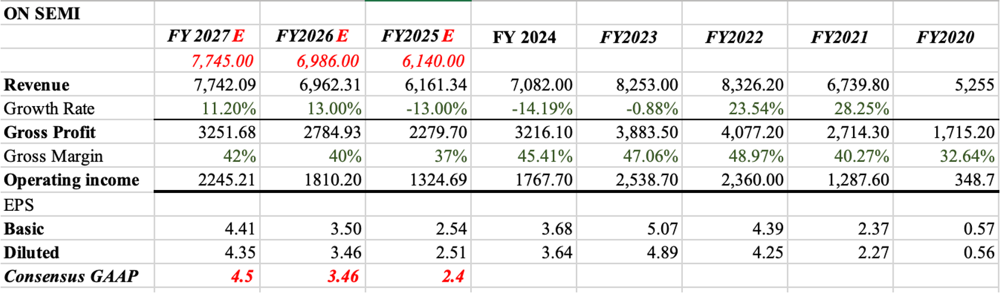 ON SEMI
FY 2027 E FY2026 E FY2025 E FY 2024 FY2023 FY2022 FY2021 FY2020
7,745.00 6,986.00 6,140.00
Revenue 7,742.09 6,962.31 6,161.34 7,082.00 8,253.00 8,326.20 6,739.80 5,255
Growth Rate 11.20% 13.00% -13.00% -14.19% -0.88% 23.54% 28.25%
Gross Profit 3251.68 2784.93 2279.70 3216.10 3,883.50 4,077.20 2,714.30 1,715.20
Gross Margin 42% 40% 37% 45.41% 47.06% 48.97% 40.27% 32.64%
Operating income 2245.21 1810.20 1324.69 1767.70 2,538.70 2,360.00 1,287.60 348.7
EPS
Basic 4.41 3.50 2.54 3.68 5.07 4.39 2.37 0.57
Diluted 4.35 3.46 2.51 3.64 4.89 4.25 2.27 0.56
Consensus GAAP 4.5 3.46 2.4